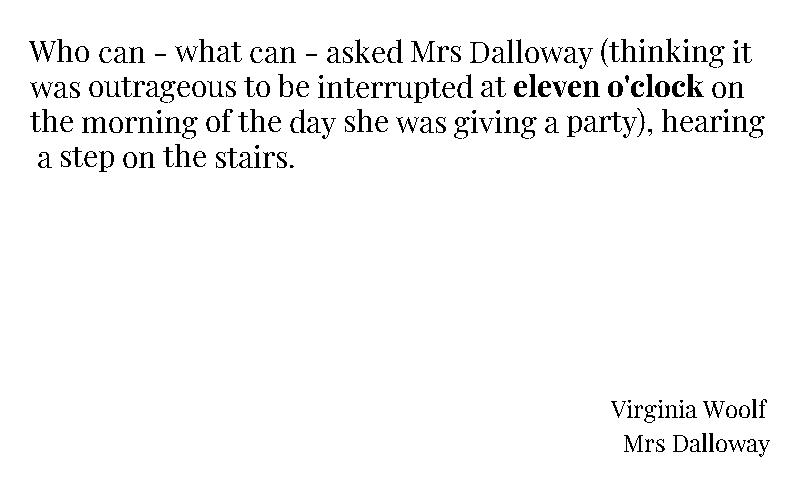 Who can - what can - asked Mrs Dalloway (thinking it
was outrageous to be interrupted at eleven o'clock on
the morning of the day she was giving a party), hearing
a step on the stairs.
Virginia Woolf
Mrs Dalloway